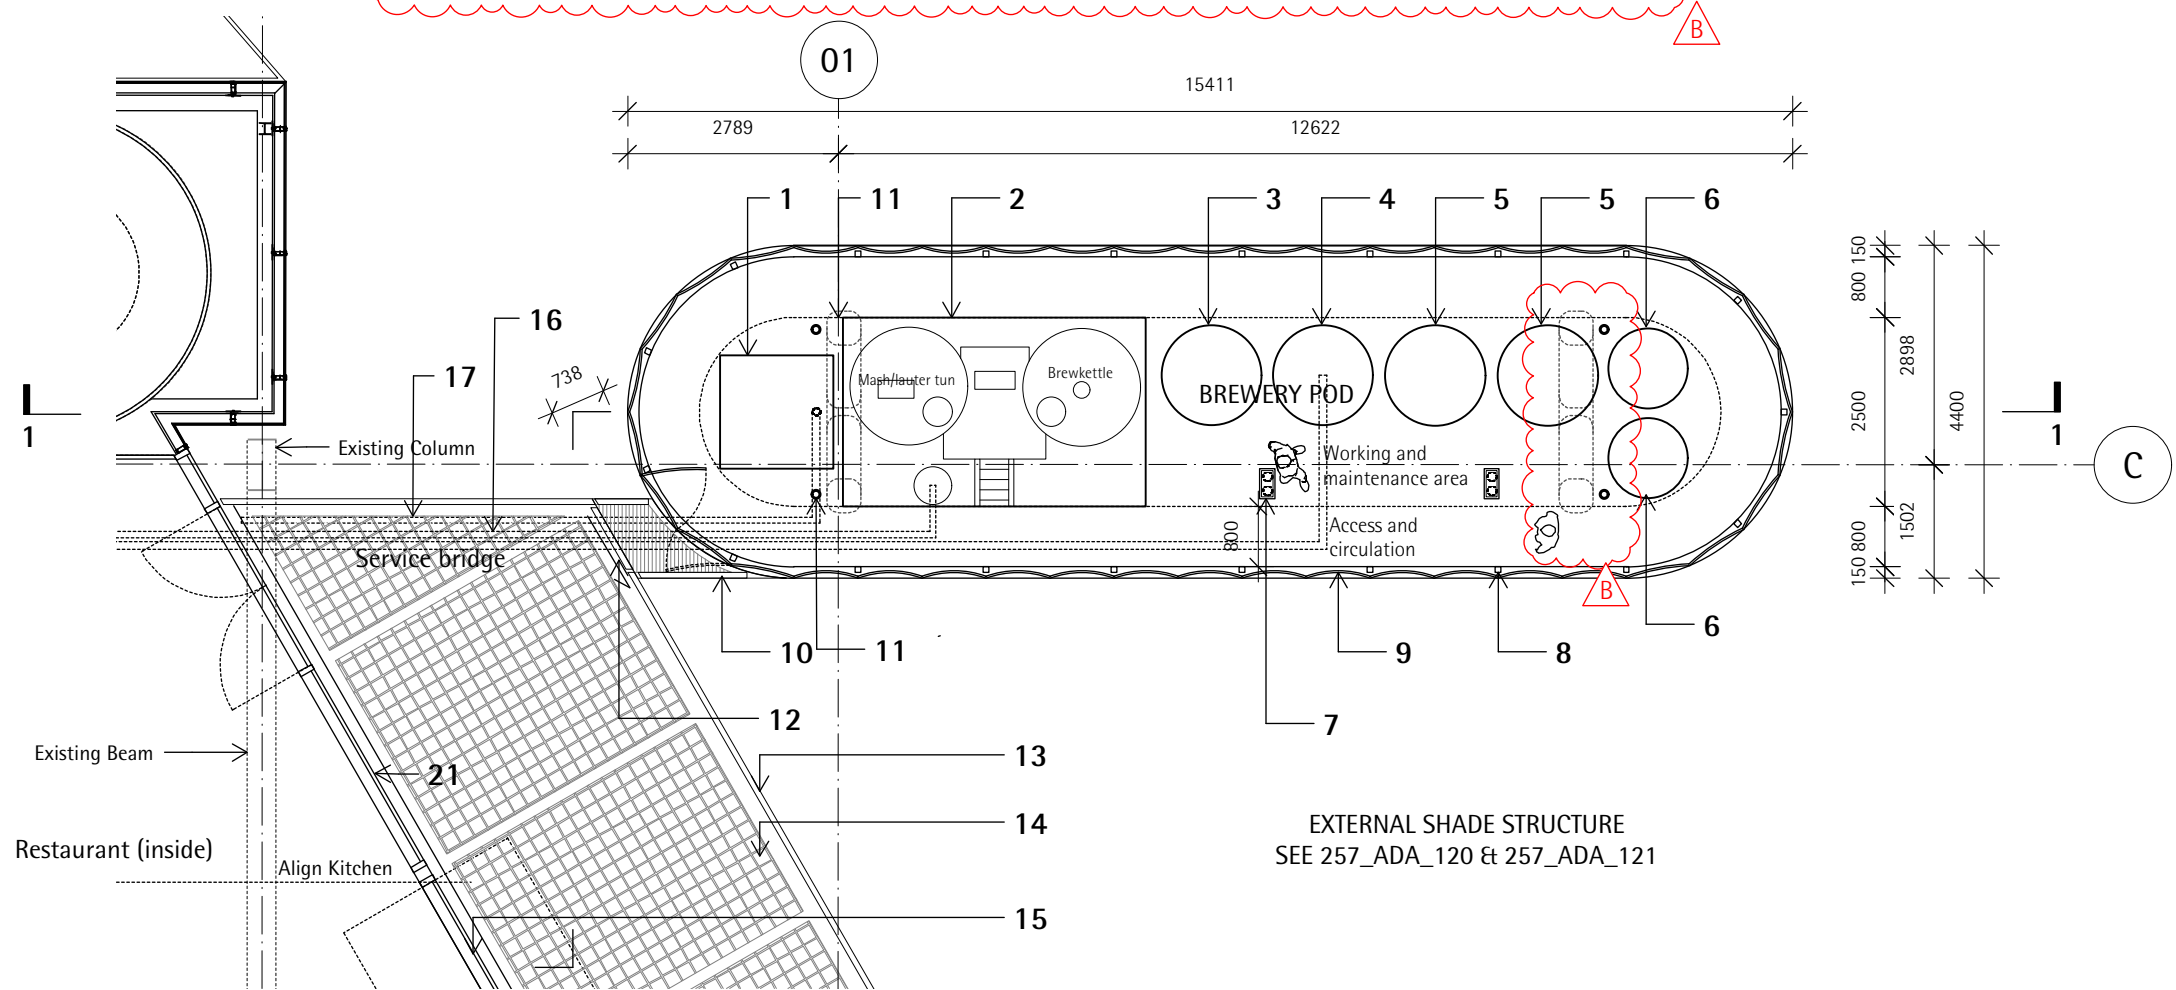 B
01
15411
2789
12622
1
11
2
3
4
5
5
6
150
800
2898
2500
4400
1502
800
150
16
17
738
Mash/lauter tun
Brewkettle
BREWERY POD
1
1
C
Existing Column
Working and
maintenance area
Service bridge
800
Access and
circulation
B
6
10
11
9
8
12
7
Existing Beam
21
13
14
EXTERNAL SHADE STRUCTURE
SEE 257_ADA_120 & 257_ADA_121
Restaurant (inside)
Align Kitchen
15